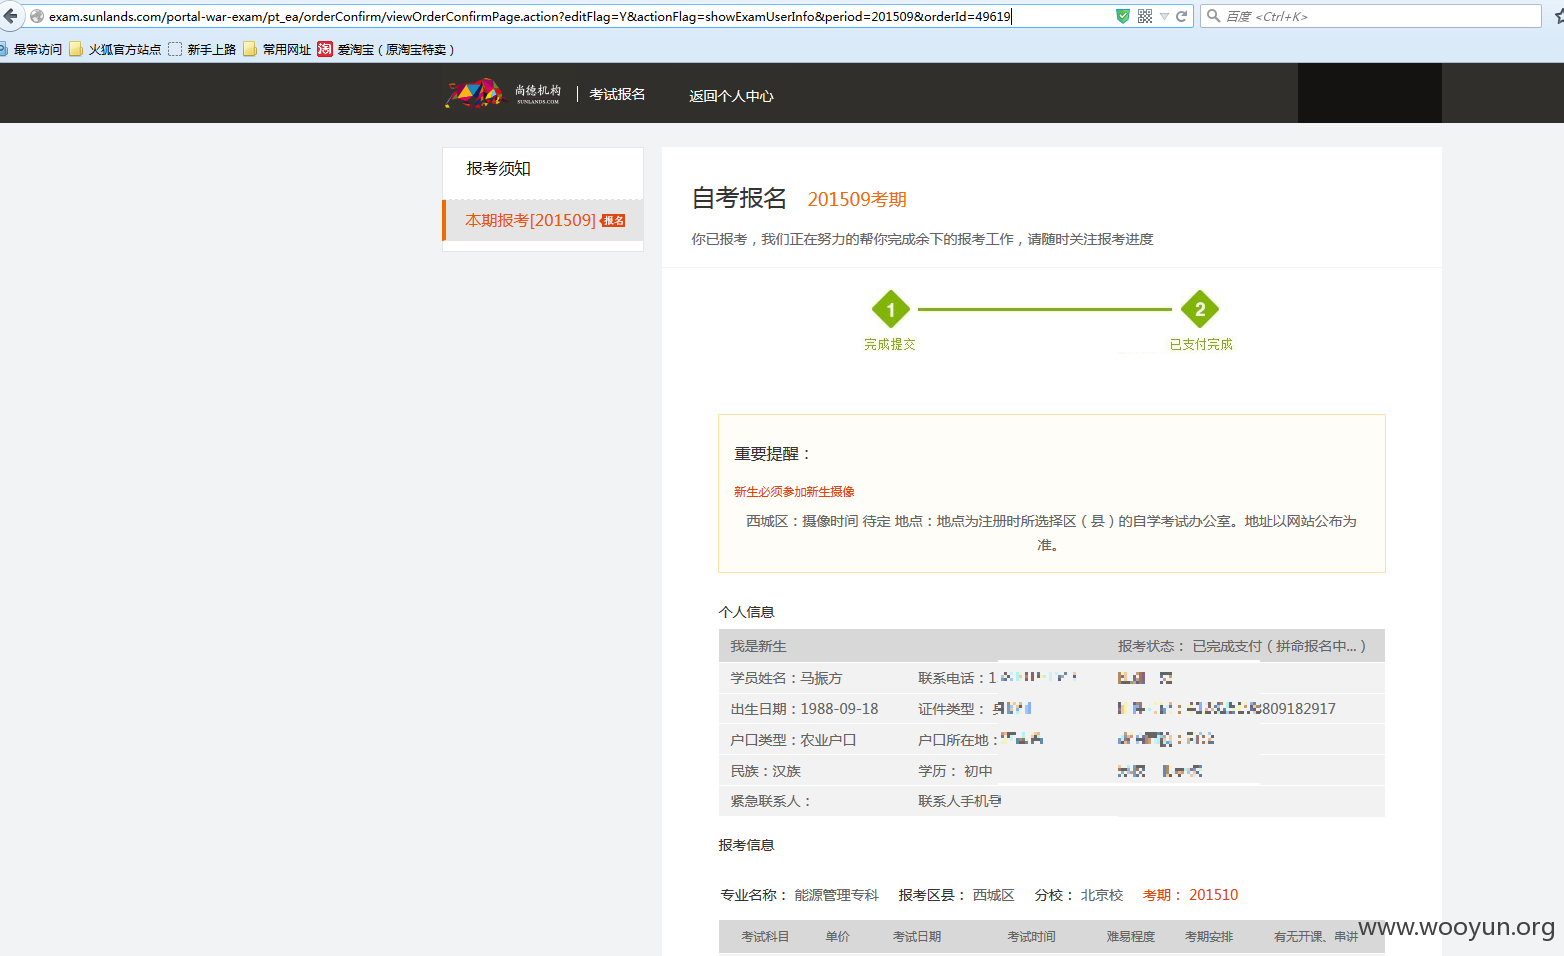 exam.sunlands.com/portal-war-exam/pt_ea/orderConfirm/viewOrderConfirmPage.action?editFlag=Y&actionFlag=showExamUserInfo&period=201509&orderId=49619
百度 <Ctrl+K>
最常访问 火狐官方站点 新手上路 常用网址 淘 爱淘宝（原淘宝特卖）
尚德机构 SUNLANDS.COM | 考试报名 返回个人中心
报考须知
本期报考[201509] 报名
自考报名 201509考期
你已报考，我们正在努力的帮你完成余下的报考工作，请随时关注报考进度
1 2
完成提交 已支付完成
重要提醒：
新生必须参加新生摄像
西城区：摄像时间 待定 地点：地点为注册时所选择区（县）的自学考试办公室。地址以网站公布为
准。
个人信息
我是新生 报考状态： 已完成支付（拼命报名中...）
学员姓名：马振方 联系电话：1
出生日期：1988-09-18 证件类型： 809182917
户口类型：农业户口 户口所在地：
民族：汉族 学历： 初中
紧急联系人： 联系人手机号
报考信息
专业名称： 能源管理专科 报考区县： 西城区 分校： 北京校 考期： 201510
考试科目 单价 考试日期 考试时间 难易程度 考期安排 有无开课、串讲
www.wooyun.org